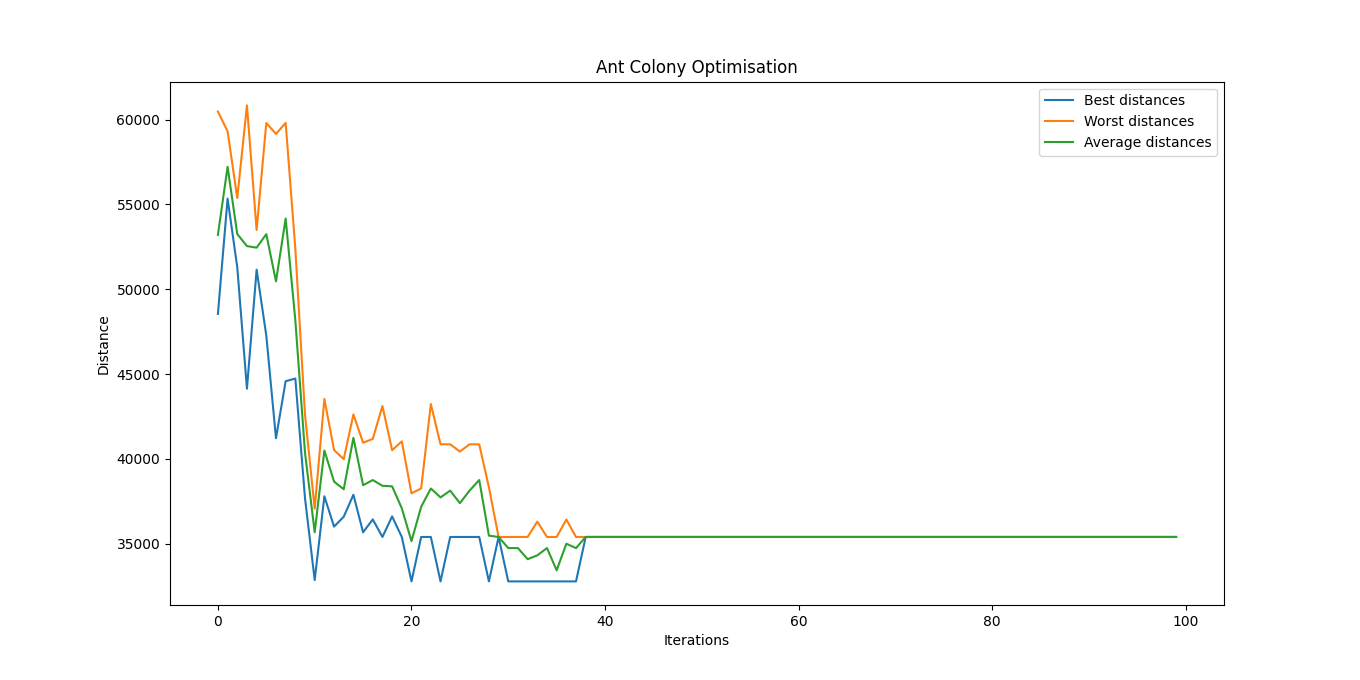 Ant Colony Optimisation
Best distances
Worst distances
Average distances
60000
55000
50000
45000
40000
35000
Distance
0
20
40
60
80
100
Iterations